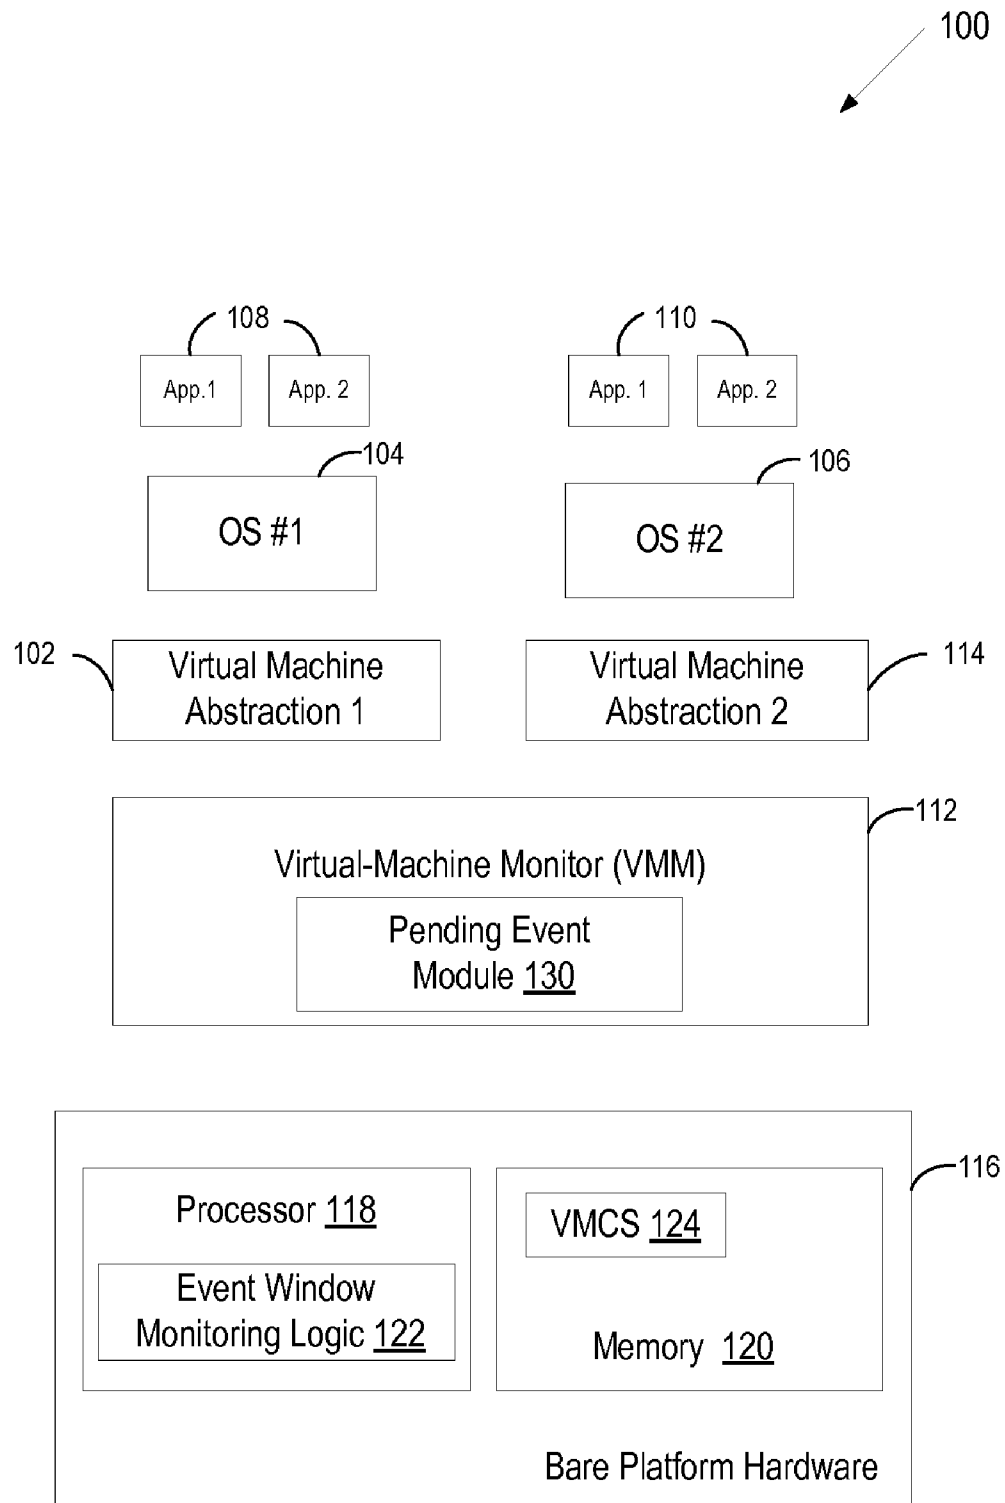 100
108
110
App.1
App. 2
App. 1
App. 2
104
106
OS #1
OS #2
102
Virtual Machine
Abstraction 1
Virtual Machine
Abstraction 2
114
112
Virtual-Machine Monitor (VMM)
Pending Event
Module 130
116
Processor 118
Event Window
Monitoring Logic 122
VMCS 124
Memory 120
Bare Platform Hardware